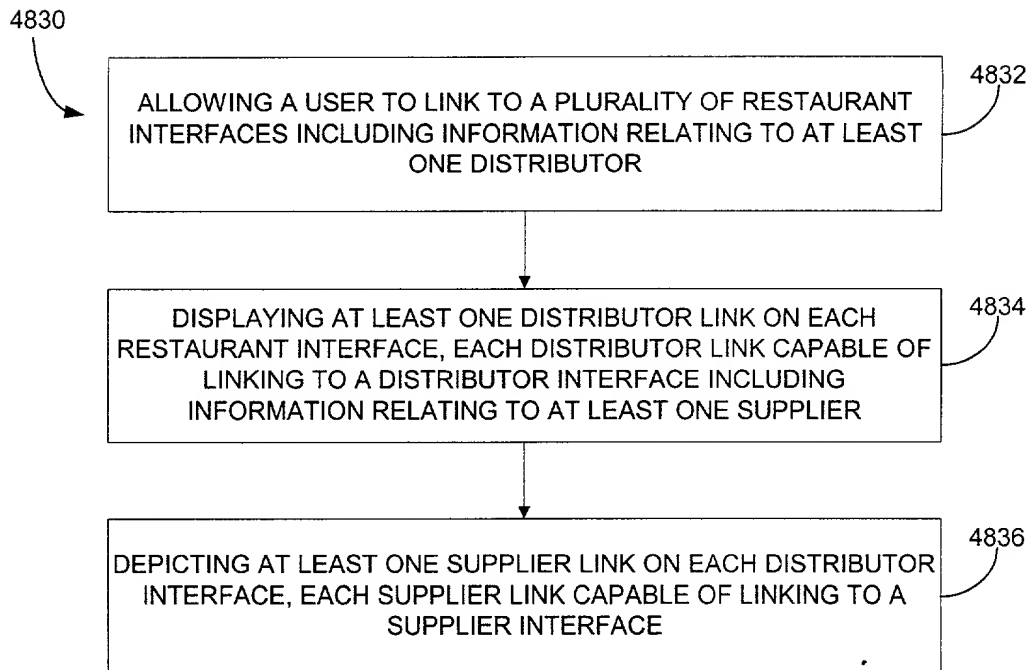 4830
4832
ALLOWING A USER TO LINK TO A PLURALITY OF RESTAURANT
INTERFACES INCLUDING INFORMATION RELATING TO AT LEAST
ONE DISTRIBUTOR
4834
DISPLAYING AT LEAST ONE DISTRIBUTOR LINK ON EACH
RESTAURANT INTERFACE, EACH DISTRIBUTOR LINK CAPABLE OF
LINKING TO A DISTRIBUTOR INTERFACE INCLUDING
INFORMATION RELATING TO AT LEAST ONE SUPPLIER
4836
DEPICTING AT LEAST ONE SUPPLIER LINK ON EACH DISTRIBUTOR
INTERFACE, EACH SUPPLIER LINK CAPABLE OF LINKING TO A
SUPPLIER INTERFACE